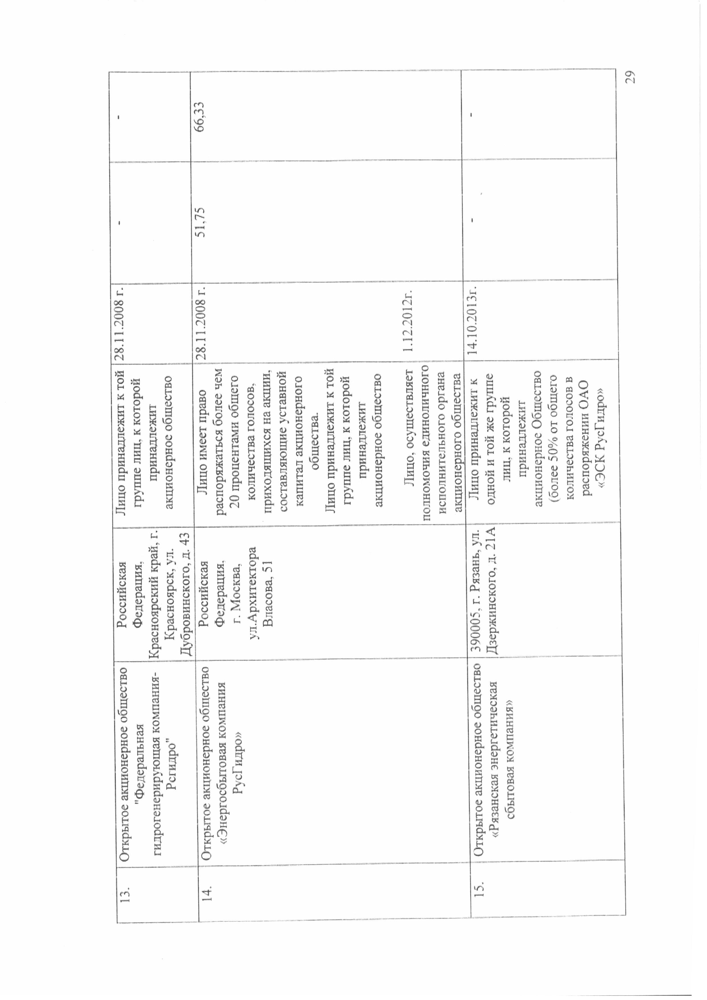 13.
Открытое акционерное общество
"Федеральная
гидрогенерирующая компания-
Рсгидро"
Российская
Федерация,
Красноярский край, г.
Красноярск, ул.
Дубровинского, д. 43
Лицо принадлежит к той
группе лиц, к которой
принадлежит
акционерное общество
28.11.2008 г.
-
-
14.
Открытое акционерное общество
«Энергосбытовая компания
РусГидро»
Российская
Федерация,
г. Москва,
ул.Архитектора
Власова, 51
Лицо имеет право
распоряжаться более чем
20 процентами общего
количества голосов,
приходящихся на акции,
составляющие уставной
капитал акционерного
общества.
Лицо принадлежит к той
группе лиц, к которой
принадлежит
акционерное общество
Лицо, осуществляет
полномочия единоличного
исполнительного органа
акционерного общества
28.11.2008 г.
1.12.2012г.
51,75
66,33
15.
Открытое акционерное общество
«Рязанская энергетическая
сбытовая компания»
390005, г. Рязань, ул.
Дзержинского, д. 21А
Лицо принадлежит к
одной и той же группе
лиц, к которой
принадлежит
акционерное Общество
(более 50% от общего
количества голосов в
распоряжении ОАО
«ЭСК РусГидро»
14.10.2013г.
-
-
29